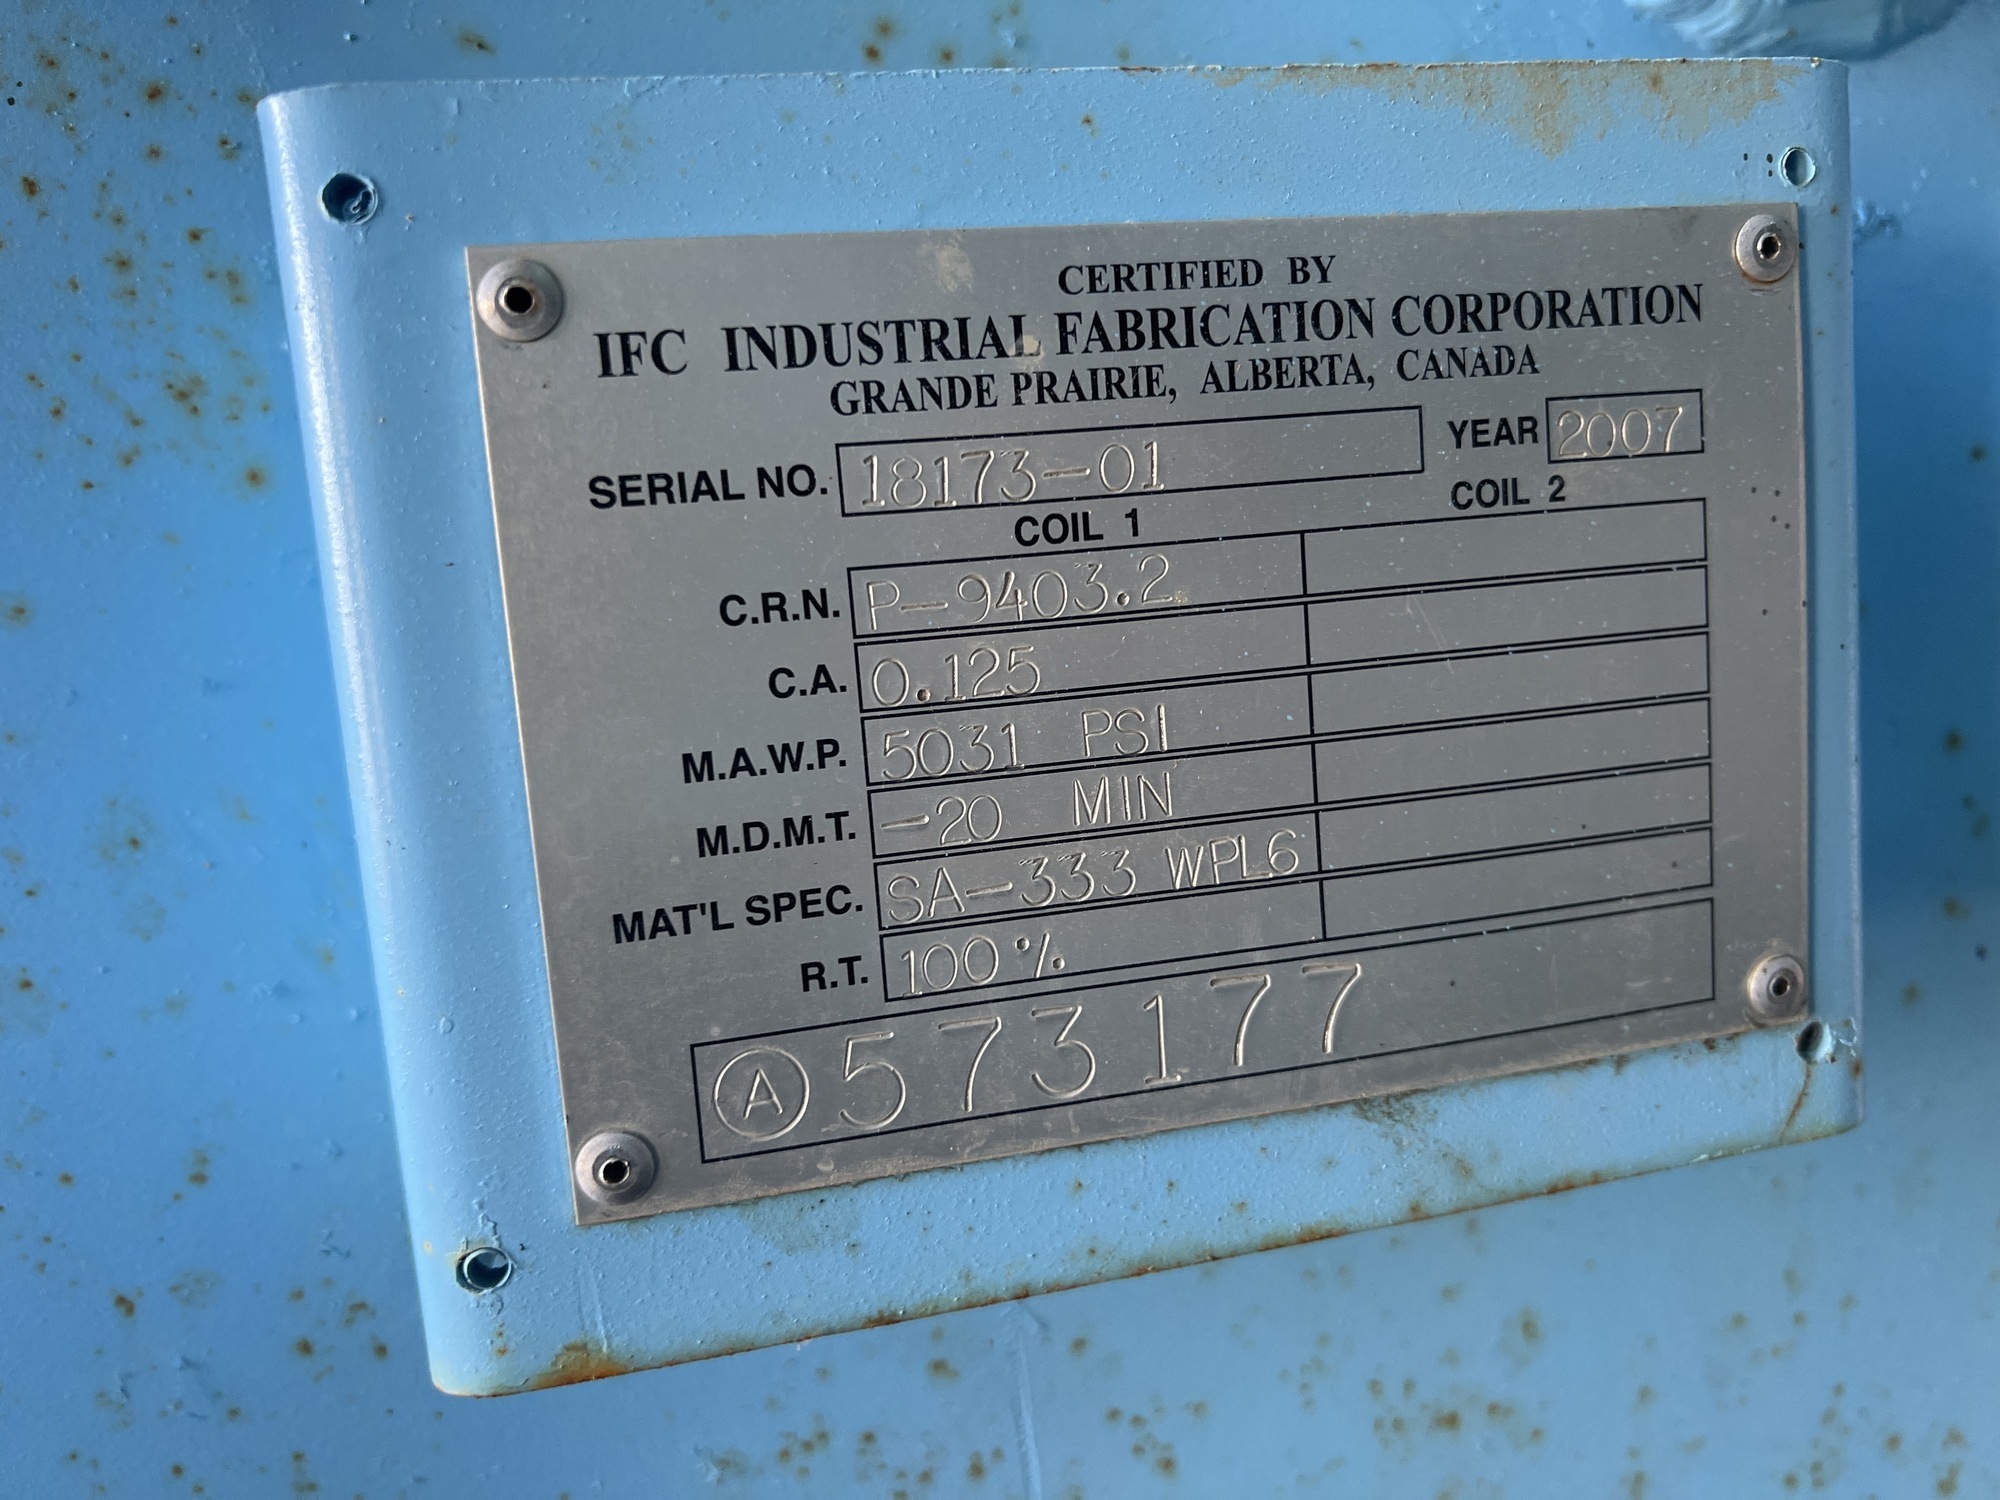 CERTIFIED BY
IFC INDUSTRIAL FABRICATION CORPORATION
GRANDE PRAIRIE, ALBERTA, CANADA
SERIAL NO. 18173-01 YEAR 2007
COIL 1 COIL 2
C.R.N. P-9403.2
C.A. 0.125
M.A.W.P. 5031 PSI
M.D.M.T. -20 MIN
MAT'L SPEC. SA-333 WPL6
R.T. 100%
A 573177